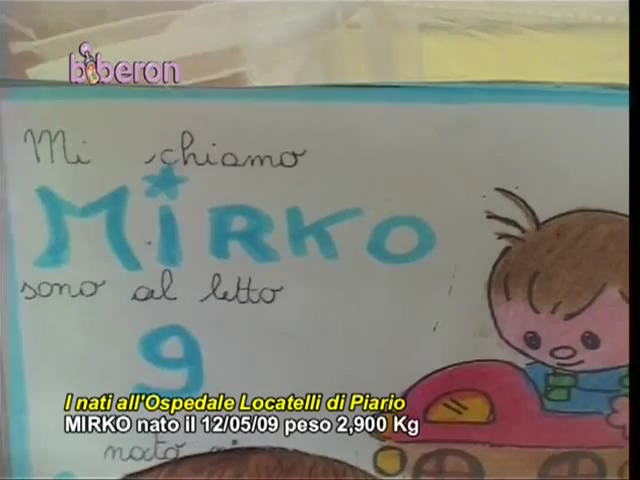 biberon
Mi chiamo
MiRKO
sono al letto
9
I nati all'Ospedale Locatelli di Piario
MIRKO nato il 12/05/09 peso 2,900 Kg
nato